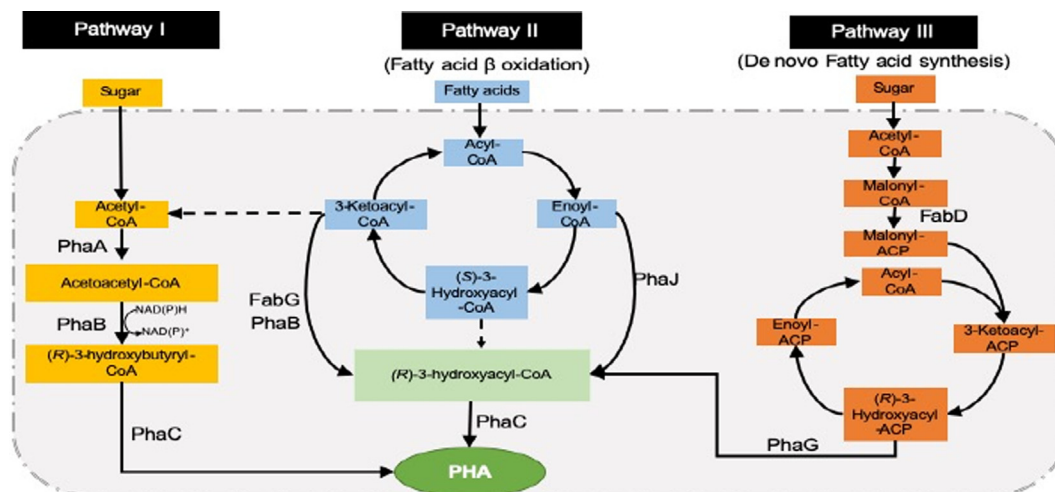 Pathway I
Sugar
Acetyl-
CoA
PhaA
Acetoacetyl-CoA
PhaB
NAD(P)H
NAD(P)⁺
(R)-3-hydroxybutyryl-
CoA
PhaC
Pathway II
(Fatty acid β oxidation)
Fatty acids
Acyl-
CoA
3-Ketoacyl-
CoA
Enoyl-
CoA
(S)-3-
Hydroxyacyl
-CoA
FabG
PhaB
PhaJ
(R)-3-hydroxyacyl-CoA
PhaC
PHA
Pathway III
(De novo Fatty acid synthesis)
Sugar
Acetyl-
CoA
Malonyl-
CoA
FabD
Malonyl-
ACP
Acyl-
CoA
Enoyl-
ACP
3-Ketoacyl-
ACP
(R)-3-
Hydroxyacyl
-ACP
PhaG